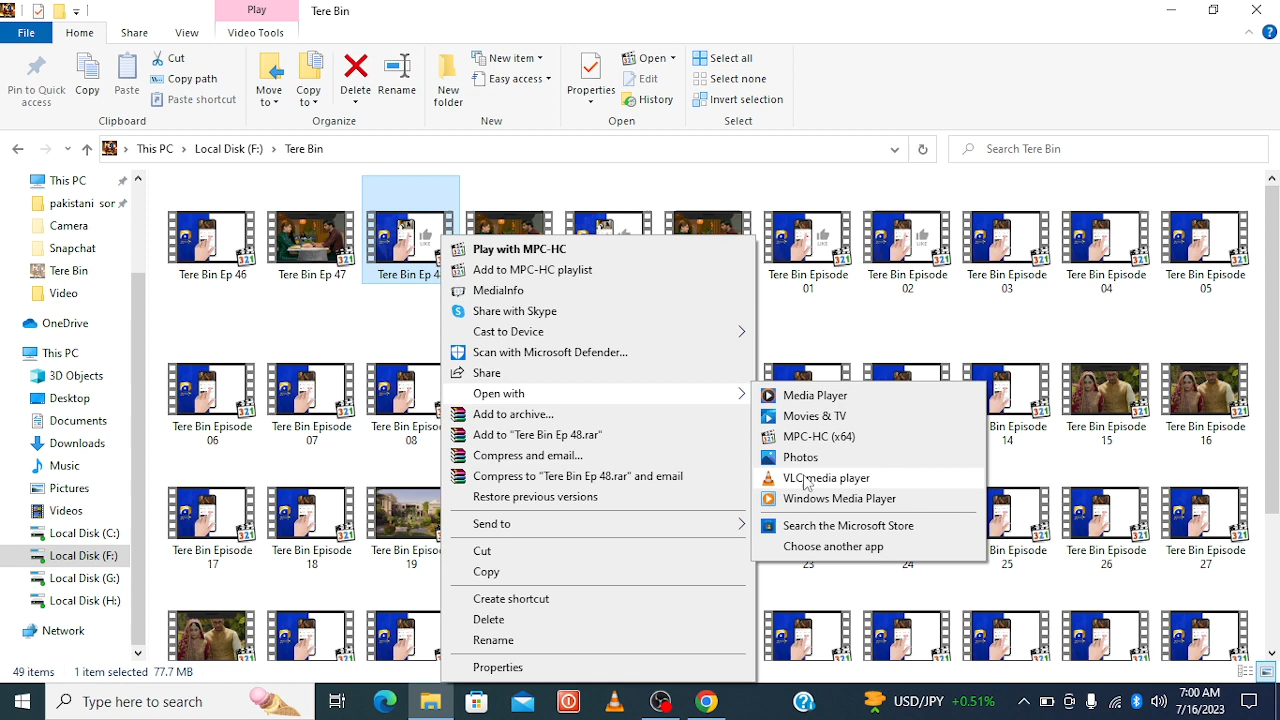 Play
Tere Bin
File
Home
Share
View
Video Tools
Pin to Quick access
Copy
Paste
Cut
Copy path
Paste shortcut
Clipboard
Move to
Copy to
Delete
Rename
Organize
New folder
New item
Easy access
New
Properties
Open
Edit
History
Open
Select all
Select none
Invert selection
Select
This PC > Local Disk (F:) > Tere Bin
Search Tere Bin
This PC
pakistani sor
Camera
Snapchat
Tere Bin
Video
OneDrive
This PC
3D Objects
Desktop
Documents
Downloads
Music
Pictures
Videos
Local Disk (C:)
Local Disk (F:)
Local Disk (G:)
Local Disk (H:)
Network
Tere Bin Ep 46
Tere Bin Ep 47
Tere Bin Ep 4
Tere Bin Episode 01
Tere Bin Episode 02
Tere Bin Episode 03
Tere Bin Episode 04
Tere Bin Episode 05
Tere Bin Episode 06
Tere Bin Episode 07
Tere Bin Episode 08
14
Tere Bin Episode 15
Tere Bin Episode 16
Tere Bin Episode 17
Tere Bin Episode 18
Tere Bin Episode 19
23
24
25
Tere Bin Episode 26
Tere Bin Episode 27
Play with MPC-HC
Add to MPC-HC playlist
MediaInfo
Share with Skype
Cast to Device
Scan with Microsoft Defender...
Share
Open with
Add to archive...
Add to "Tere Bin Ep 48.rar"
Compress and email...
Compress to "Tere Bin Ep 48.rar" and email
Restore previous versions
Send to
Cut
Copy
Create shortcut
Delete
Rename
Properties
Media Player
Movies & TV
MPC-HC (x64)
Photos
VLC media player
Windows Media Player
Search the Microsoft Store
Choose another app
49 items
1 item selected 77.7 MB
Type here to search
USD/JPY +0.51%
7:00 AM
7/16/2023